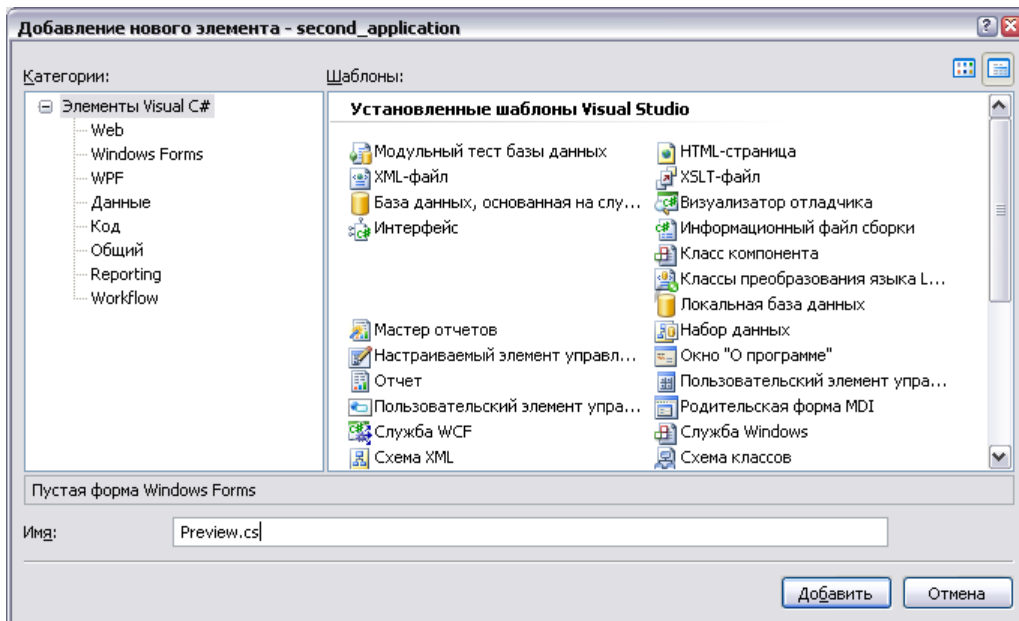 Добавление нового элемента - second_application
Категории:
Шаблоны:
Элементы Visual C#
Web
Windows Forms
WPF
Данные
Код
Общий
Reporting
Workflow
Установленные шаблоны Visual Studio
Модульный тест базы данных
HTML-страница
XML-файл
XSLT-файл
База данных, основанная на слу...
Визуализатор отладчика
Интерфейс
Информационный файл сборки
Класс компонента
Классы преобразования языка L...
Локальная база данных
Мастер отчетов
Набор данных
Настраиваемый элемент управл...
Окно "О программе"
Отчет
Пользовательский элемент упра...
Пользовательский элемент упра...
Родительская форма MDI
Служба WCF
Служба Windows
Схема XML
Схема классов
Пустая форма Windows Forms
Имя:
Preview.cs
Добавить
Отмена